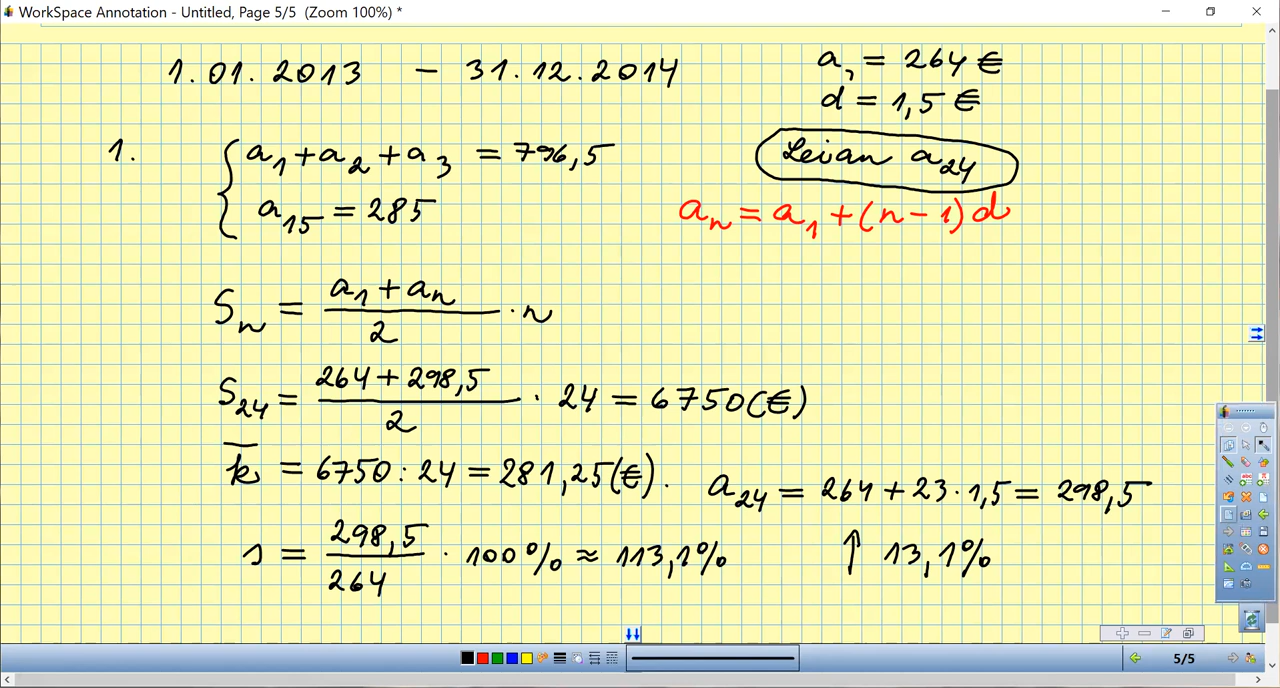 WorkSpace Annotation - Untitled, Page 5/5 (Zoom 100%) *
1.01.2013 - 31.12.2014
a₁ = 264 €
d = 1,5 €
1. { a₁ + a₂ + a₃ = 796,5
a₁₅ = 285
Leian a₂₄
aₙ = a₁ + (n - 1) d
Sₙ = (a₁ + aₙ)/2 · n
S₂₄ = (264 + 298,5)/2 · 24 = 6750 (€)
k̅ = 6750 : 24 = 281,25 (€).
a₂₄ = 264 + 23 · 1,5 = 298,5
s = 298,5/264 · 100% ≈ 113,1%
↑ 13,1%
5/5